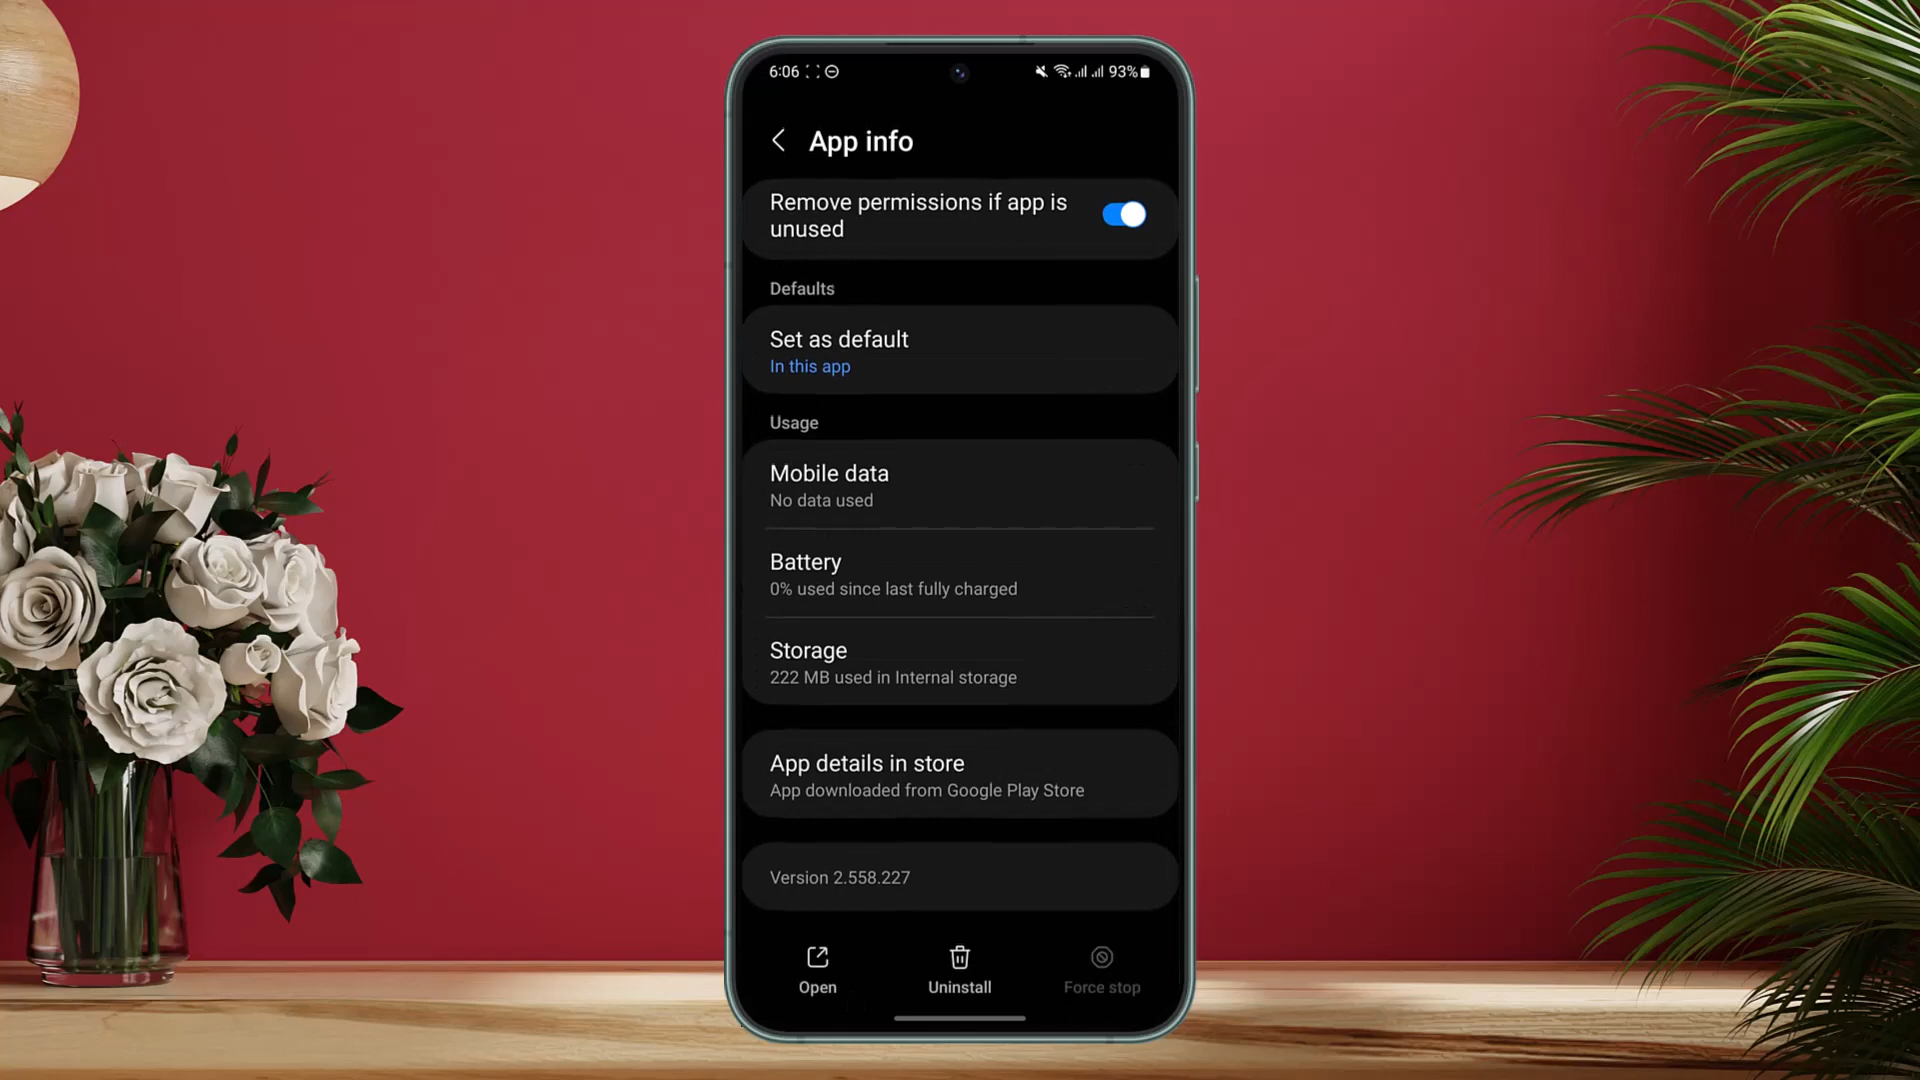 6:06
93%
App info
Remove permissions if app is
unused
Defaults
Set as default
In this app
Usage
Mobile data
No data used
Battery
0% used since last fully charged
Storage
222 MB used in Internal storage
App details in store
App downloaded from Google Play Store
Version 2.558.227
Open
Uninstall
Force stop